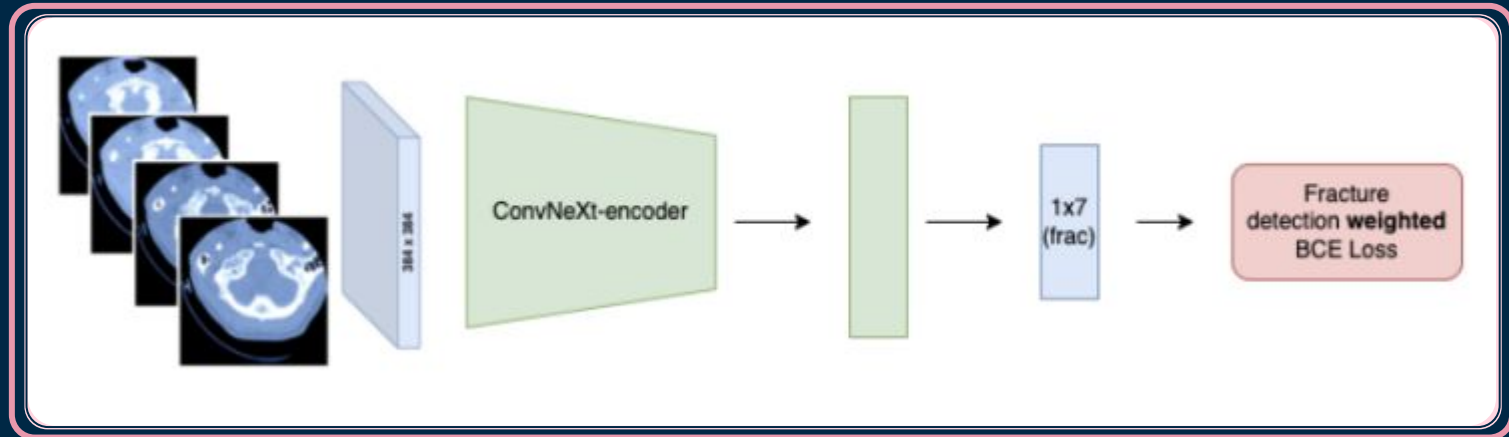 384 x 384
ConvNeXt-encoder
1x7
(frac)
Fracture
detection weighted
BCE Loss